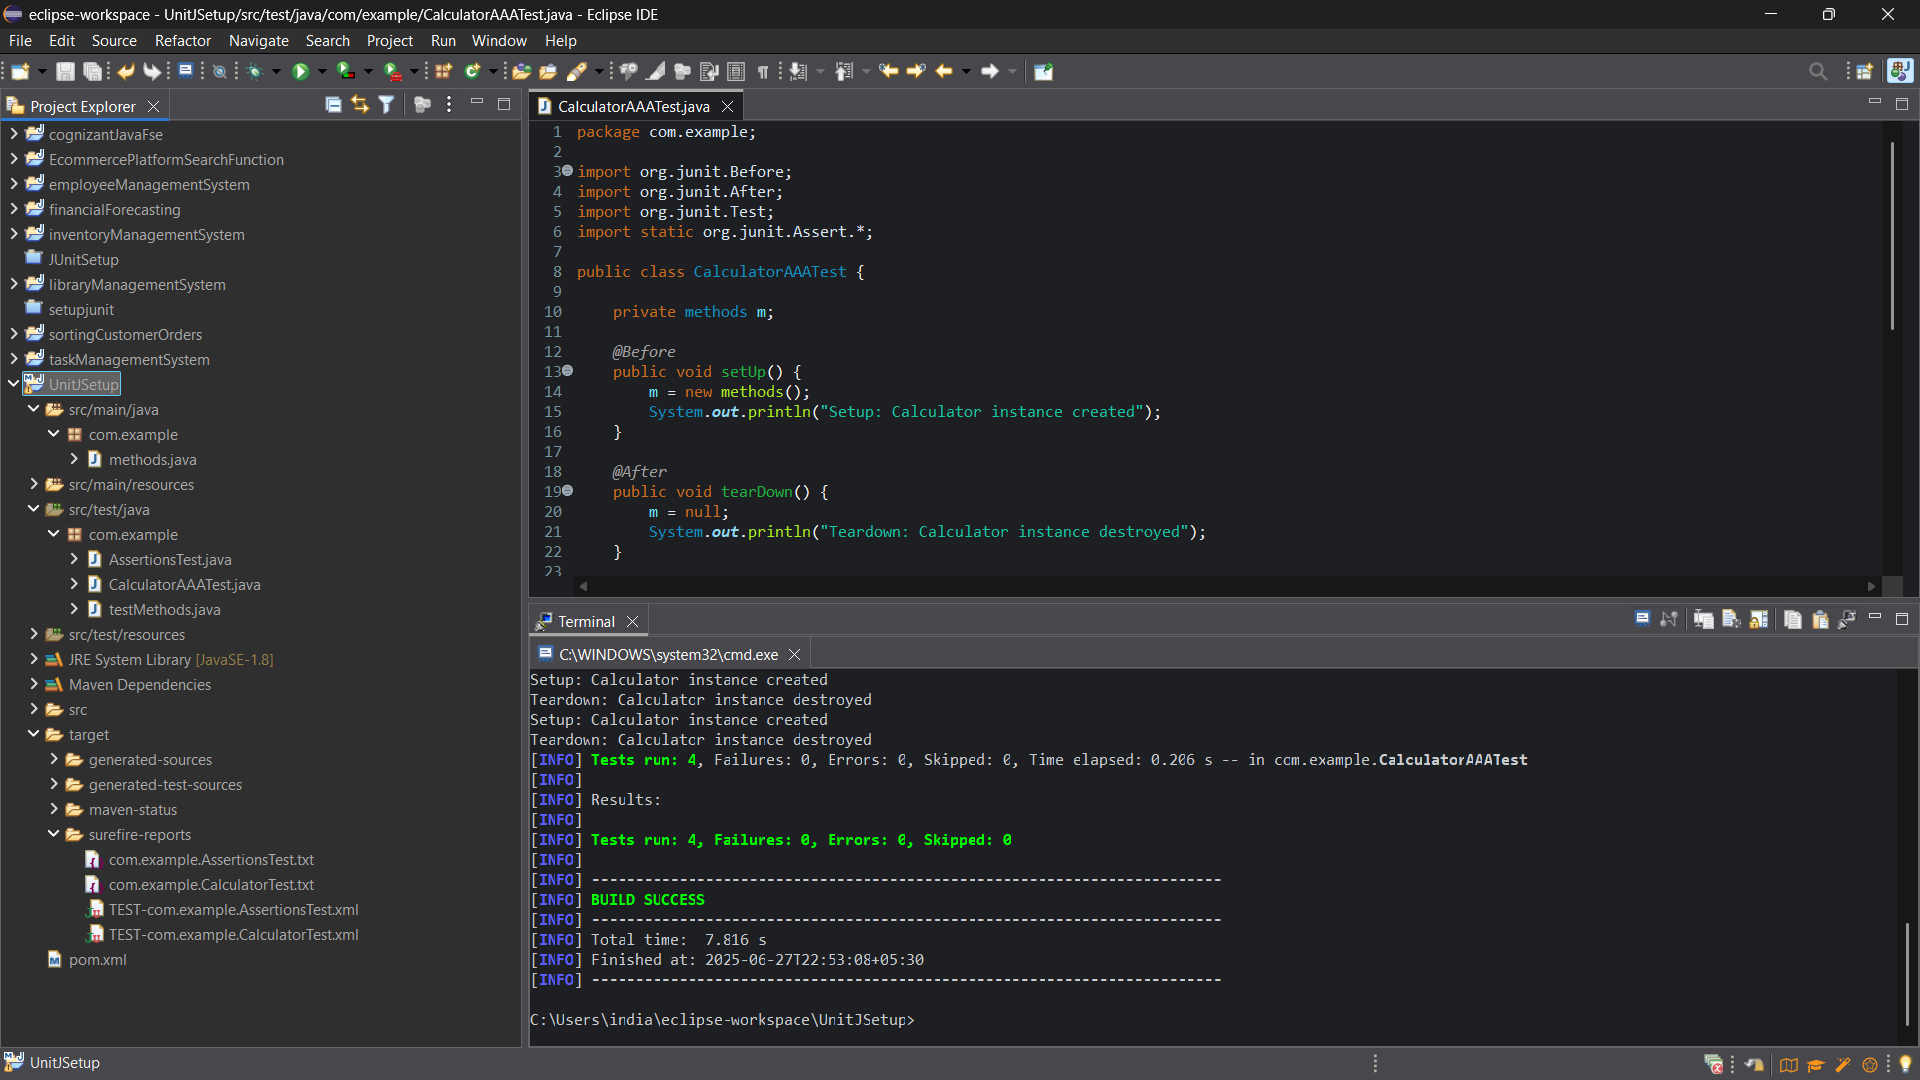 eclipse-workspace - UnitJSetup/src/test/java/com/example/CalculatorAAATest.java - Eclipse IDE
File Edit Source Refactor Navigate Search Project Run Window Help
Project Explorer
cognizantJavaFse
EcommercePlatformSearchFunction
employeeManagementSystem
financialForecasting
inventoryManagementSystem
JUnitSetup
libraryManagementSystem
setupjunit
sortingCustomerOrders
taskManagementSystem
UnitJSetup
src/main/java
com.example
methods.java
src/main/resources
src/test/java
com.example
AssertionsTest.java
CalculatorAAATest.java
testMethods.java
src/test/resources
JRE System Library [JavaSE-1.8]
Maven Dependencies
src
target
generated-sources
generated-test-sources
maven-status
surefire-reports
com.example.AssertionsTest.txt
com.example.CalculatorTest.txt
TEST-com.example.AssertionsTest.xml
TEST-com.example.CalculatorTest.xml
pom.xml
CalculatorAAATest.java
1 package com.example;
2
3 import org.junit.Before;
4 import org.junit.After;
5 import org.junit.Test;
6 import static org.junit.Assert.*;
7
8 public class CalculatorAAATest {
9
10 private methods m;
11
12 @Before
13 public void setUp() {
14 m = new methods();
15 System.out.println("Setup: Calculator instance created");
16 }
17
18 @After
19 public void tearDown() {
20 m = null;
21 System.out.println("Teardown: Calculator instance destroyed");
22 }
23
Terminal
C:\WINDOWS\system32\cmd.exe
Setup: Calculator instance created
Teardown: Calculator instance destroyed
Setup: Calculator instance created
Teardown: Calculator instance destroyed
[INFO] Tests run: 4, Failures: 0, Errors: 0, Skipped: 0, Time elapsed: 0.206 s -- in com.example.CalculatorAAATest
[INFO]
[INFO] Results:
[INFO]
[INFO] Tests run: 4, Failures: 0, Errors: 0, Skipped: 0
[INFO]
[INFO] ------------------------------------------------------------------------
[INFO] BUILD SUCCESS
[INFO] ------------------------------------------------------------------------
[INFO] Total time:  7.816 s
[INFO] Finished at: 2025-06-27T22:53:08+05:30
[INFO] ------------------------------------------------------------------------
C:\Users\india\eclipse-workspace\UnitJSetup>
UnitJSetup